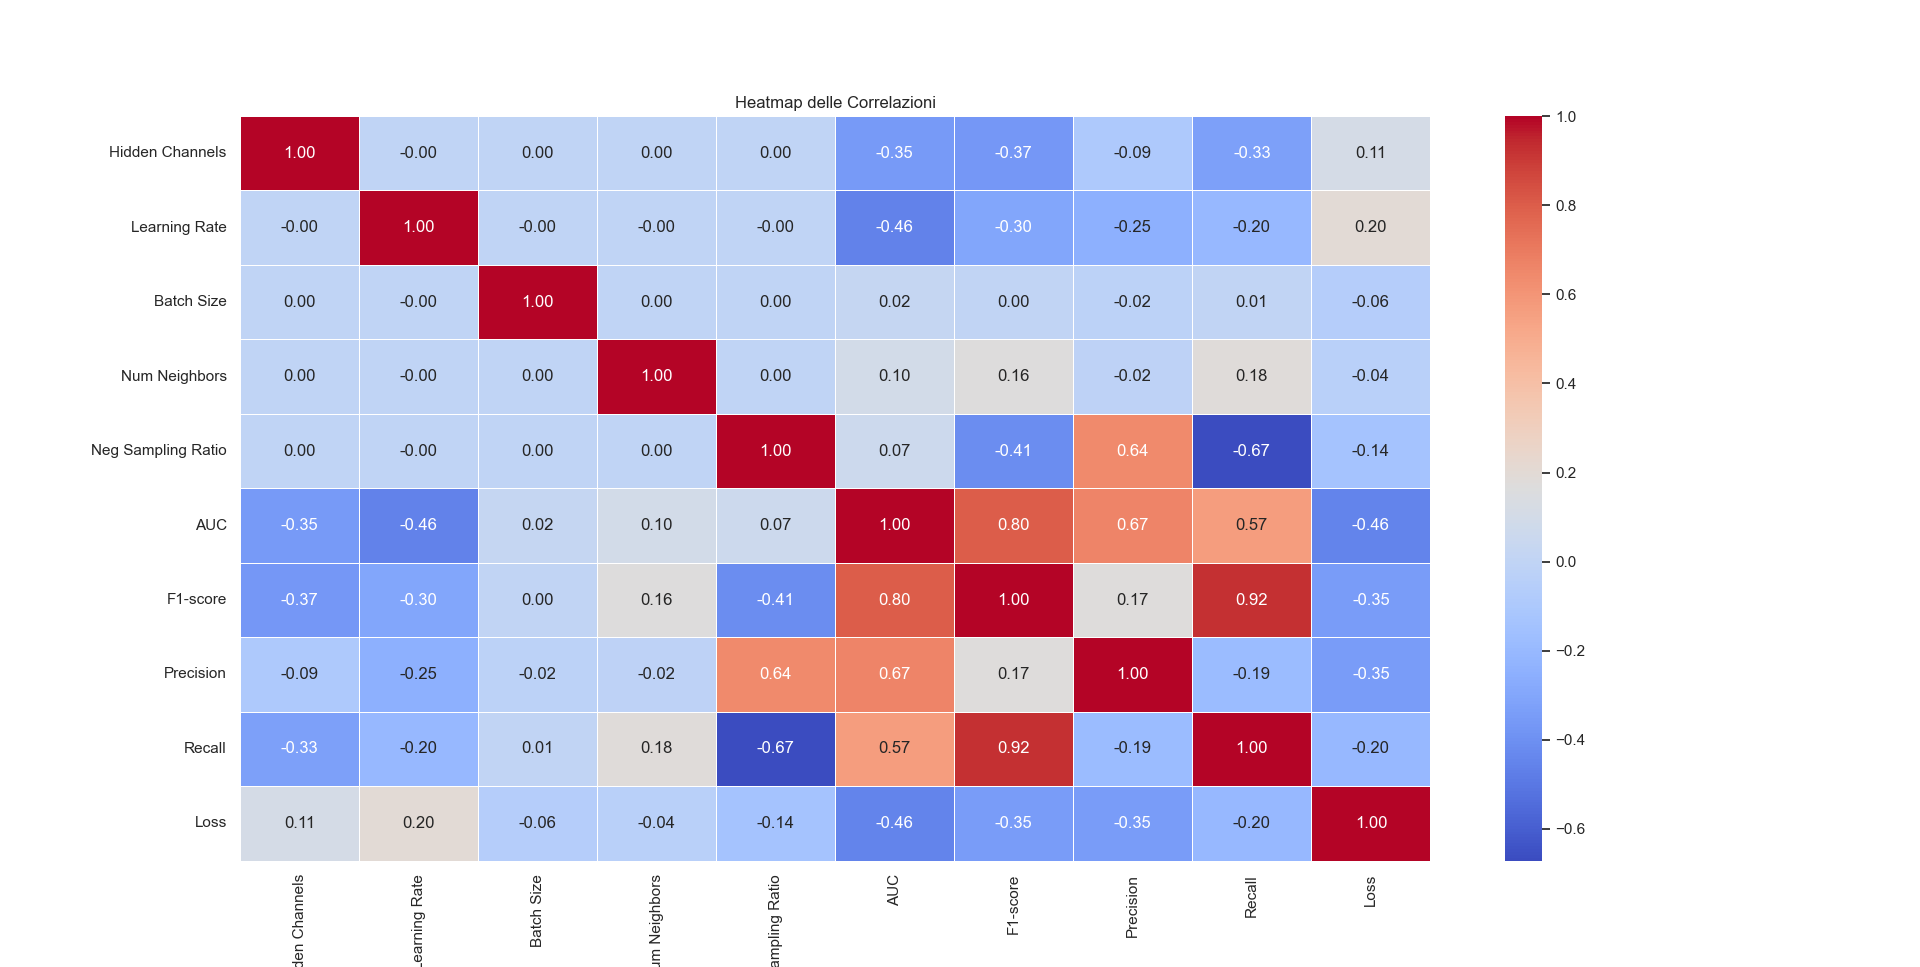 Heatmap delle Correlazioni
Hidden Channels 1.00 -0.00 0.00 0.00 0.00 -0.35 -0.37 -0.09 -0.33 0.11
Learning Rate -0.00 1.00 -0.00 -0.00 -0.00 -0.46 -0.30 -0.25 -0.20 0.20
Batch Size 0.00 -0.00 1.00 0.00 0.00 0.02 0.00 -0.02 0.01 -0.06
Num Neighbors 0.00 -0.00 0.00 1.00 0.00 0.10 0.16 -0.02 0.18 -0.04
Neg Sampling Ratio 0.00 -0.00 0.00 0.00 1.00 0.07 -0.41 0.64 -0.67 -0.14
AUC -0.35 -0.46 0.02 0.10 0.07 1.00 0.80 0.67 0.57 -0.46
F1-score -0.37 -0.30 0.00 0.16 -0.41 0.80 1.00 0.17 0.92 -0.35
Precision -0.09 -0.25 -0.02 -0.02 0.64 0.67 0.17 1.00 -0.19 -0.35
Recall -0.33 -0.20 0.01 0.18 -0.67 0.57 0.92 -0.19 1.00 -0.20
Loss 0.11 0.20 -0.06 -0.04 -0.14 -0.46 -0.35 -0.35 -0.20 1.00
den Channels
Learning Rate
Batch Size
um Neighbors
ampling Ratio
AUC
F1-score
Precision
Recall
Loss
1.0
0.8
0.6
0.4
0.2
0.0
−0.2
−0.4
−0.6